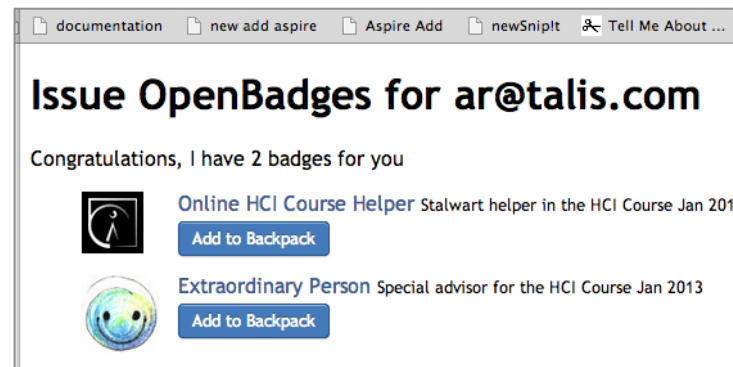 documentation new add aspire Aspire Add newSnip!t Tell Me About ...
Issue OpenBadges for ar@talis.com
Congratulations, I have 2 badges for you
Online HCI Course Helper Stalwart helper in the HCI Course Jan 201
Add to Backpack
Extraordinary Person Special advisor for the HCI Course Jan 2013
Add to Backpack